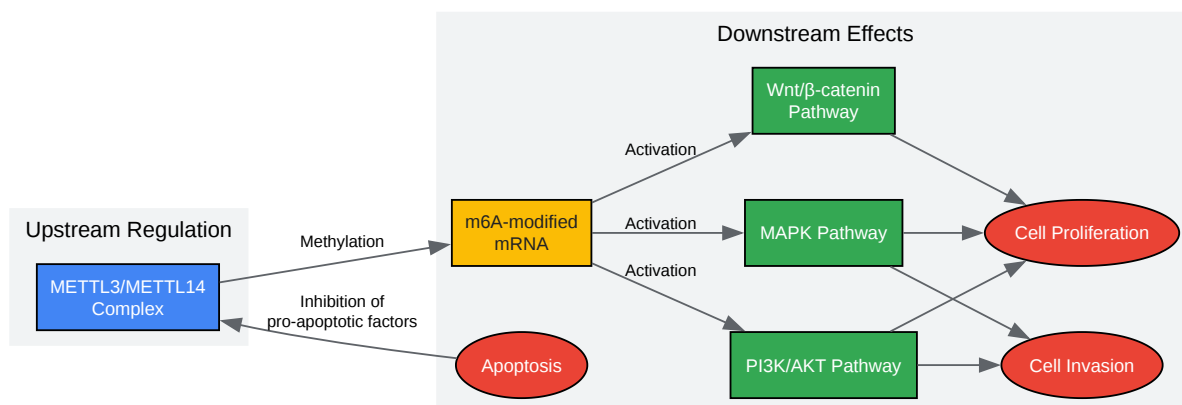 Downstream Effects
Wnt/β-catenin
Pathway
Activation
m6A-modified
mRNA
Activation
MAPK Pathway
Cell Proliferation
Upstream Regulation
Methylation
Activation
METTL3/METTL14
Complex
Inhibition of
pro-apoptotic factors
Apoptosis
PI3K/AKT Pathway
Cell Invasion